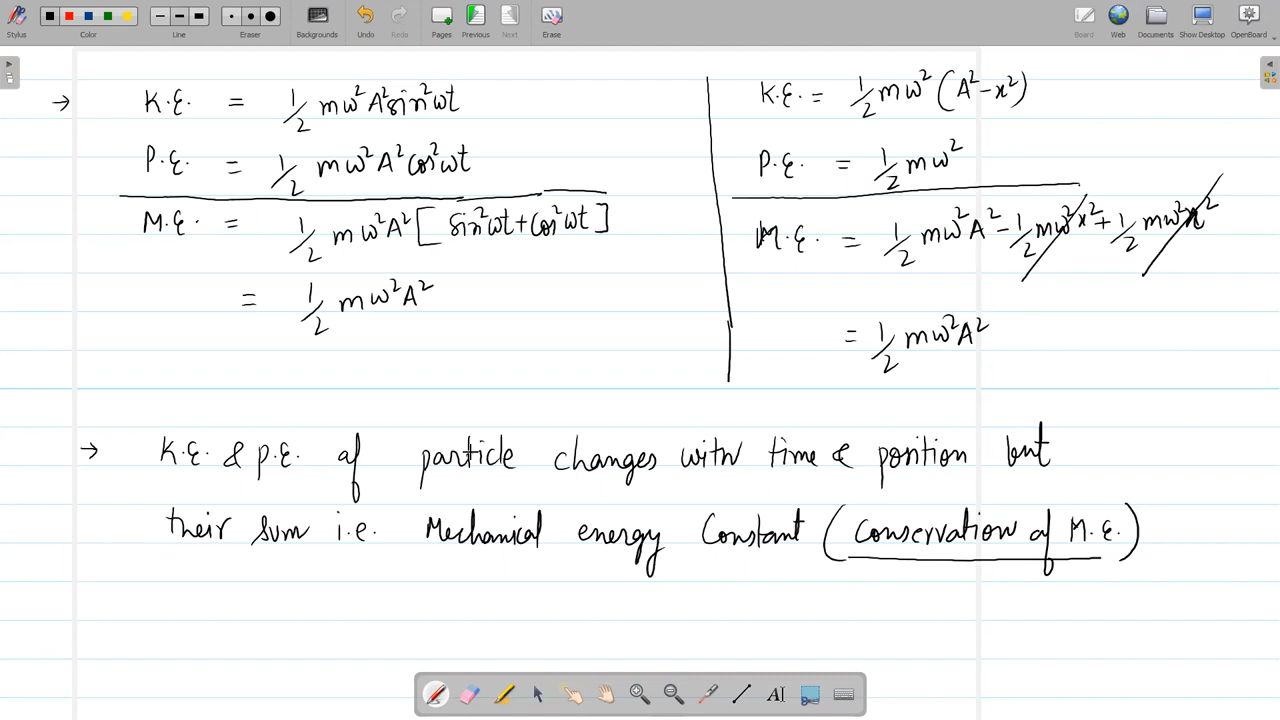 Stylus Color Line Eraser Backgrounds Undo Redo Pages Previous Next Erase Board Web Documents Show Desktop OpenBoard
→ K.E. = 1/2 mω²A²sin²ωt
P.E. = 1/2 mω²A²cos²ωt
M.E. = 1/2 mω²A²[sin²ωt+cos²ωt]
= 1/2 mω²A²
K.E. = 1/2 mω²(A²-x²)
P.E. = 1/2 mω²
M.E. = 1/2 mω²A² - 1/2 mω²x² + 1/2 mω²x²
= 1/2 mω²A²
→ K.E. & P.E. of particle changes with time & position but
their sum i.e. Mechanical energy Constant (Conservation of M.E.)